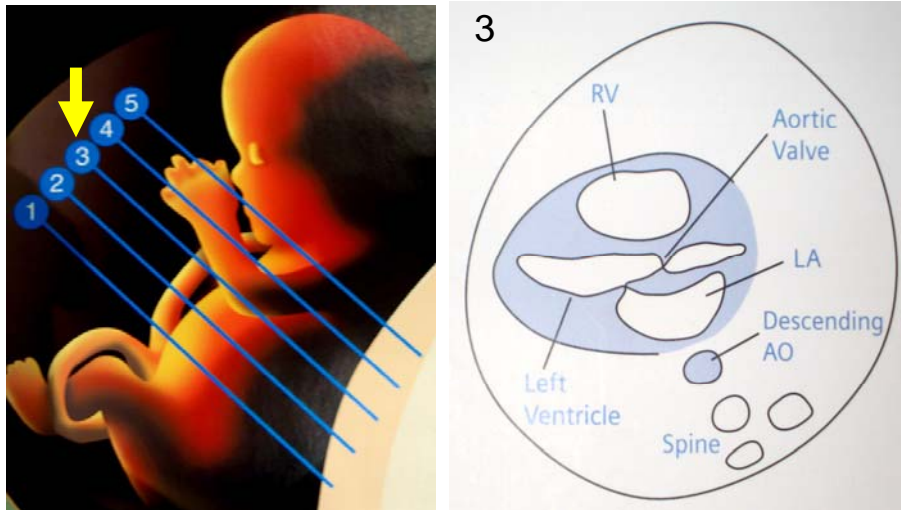 1
2
3
4
5
3
RV
Aortic
Valve
LA
Descending
AO
Left
Ventricle
Spine